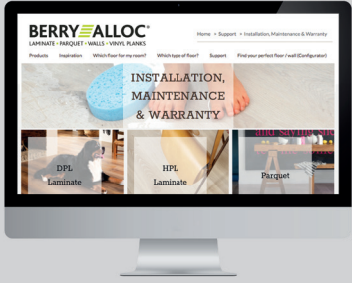 BERRY ALLOC®
LAMINATE • PARQUET • WALLS • VINYL PLANKS
Home » Support » Installation, Maintenance & Warranty
Products Inspiration Which floor for my room? Which type of floor? Support Find your perfect floor / wall (Configurator)
INSTALLATION,
MAINTENANCE
& WARRANTY
and saving
DPL
Laminate
HPL
Laminate
Parquet